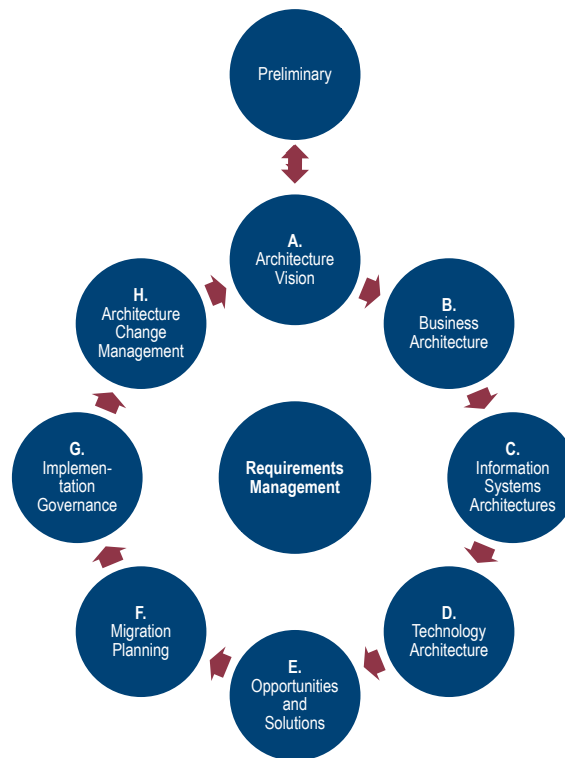 Preliminary
A.
Architecture
Vision
B.
Business
Architecture
C.
Information
Systems
Architectures
D.
Technology
Architecture
E.
Opportunities
and
Solutions
F.
Migration
Planning
G.
Implemen-
tation
Governance
H.
Architecture
Change
Management
Requirements
Management